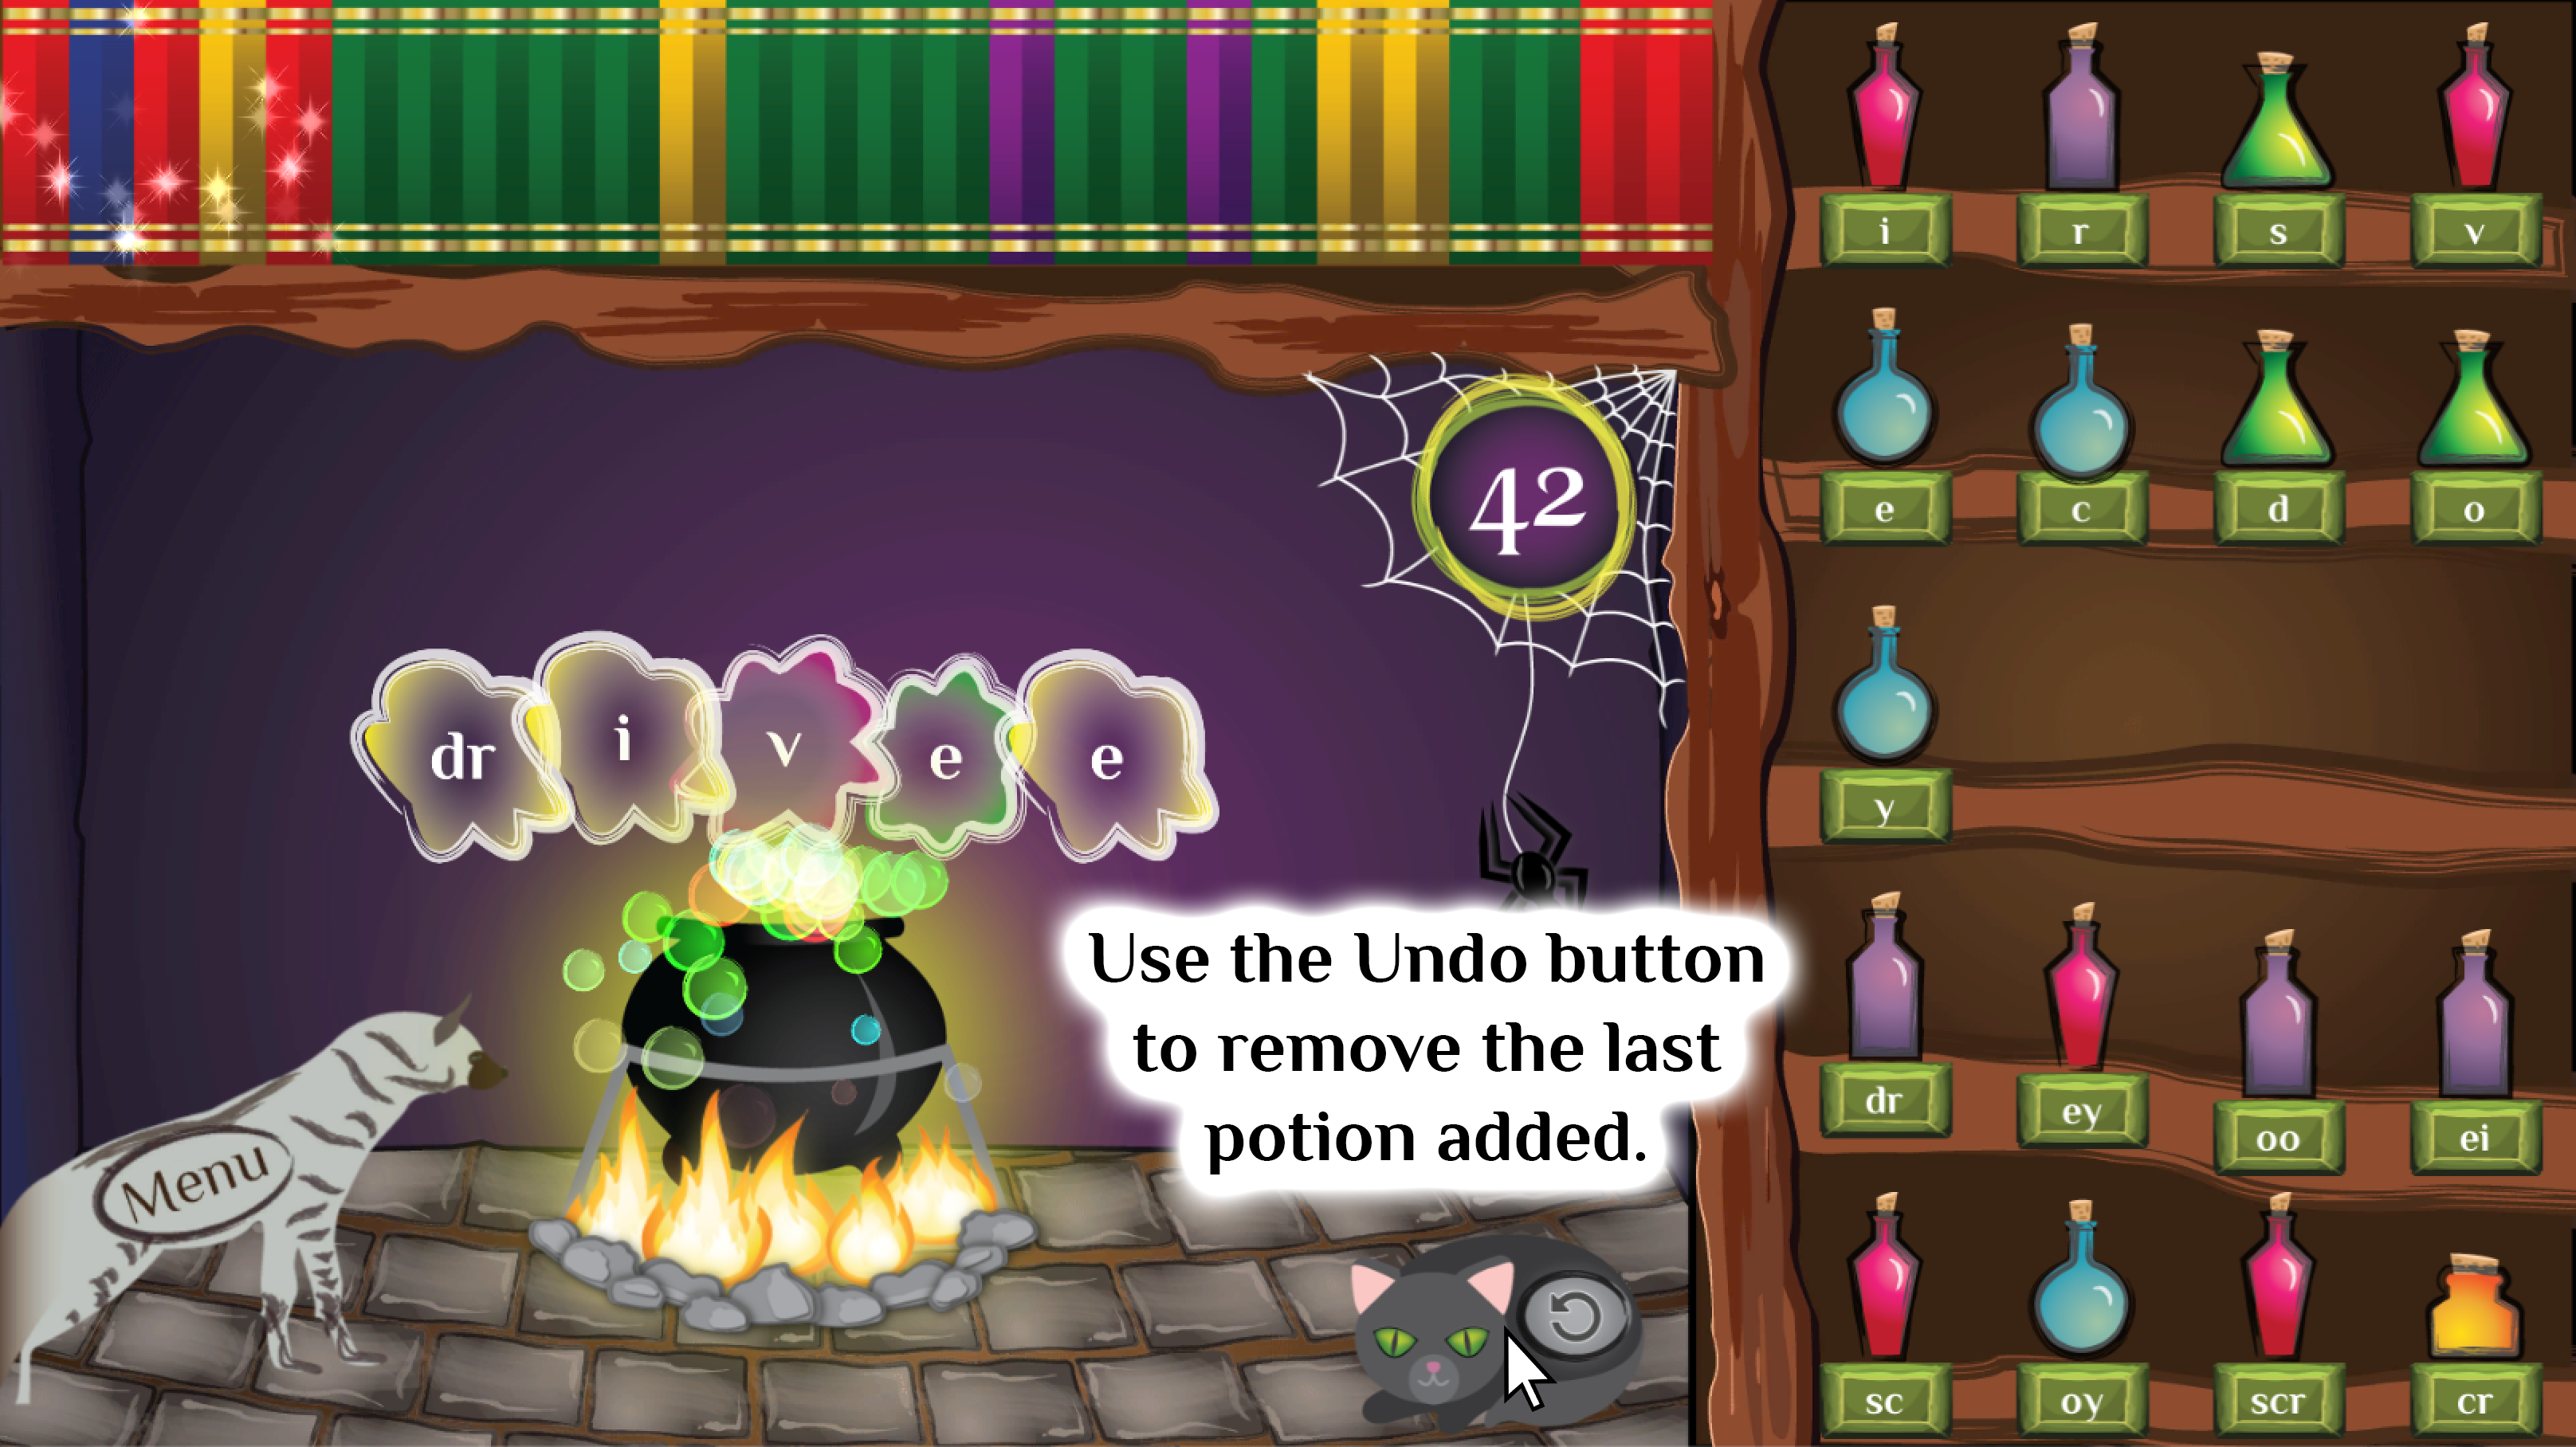 i r s v
e c d o
42
dr i v e e
y
Use the Undo button
to remove the last
potion added.
dr ey oo ei
Menu
sc oy scr cr